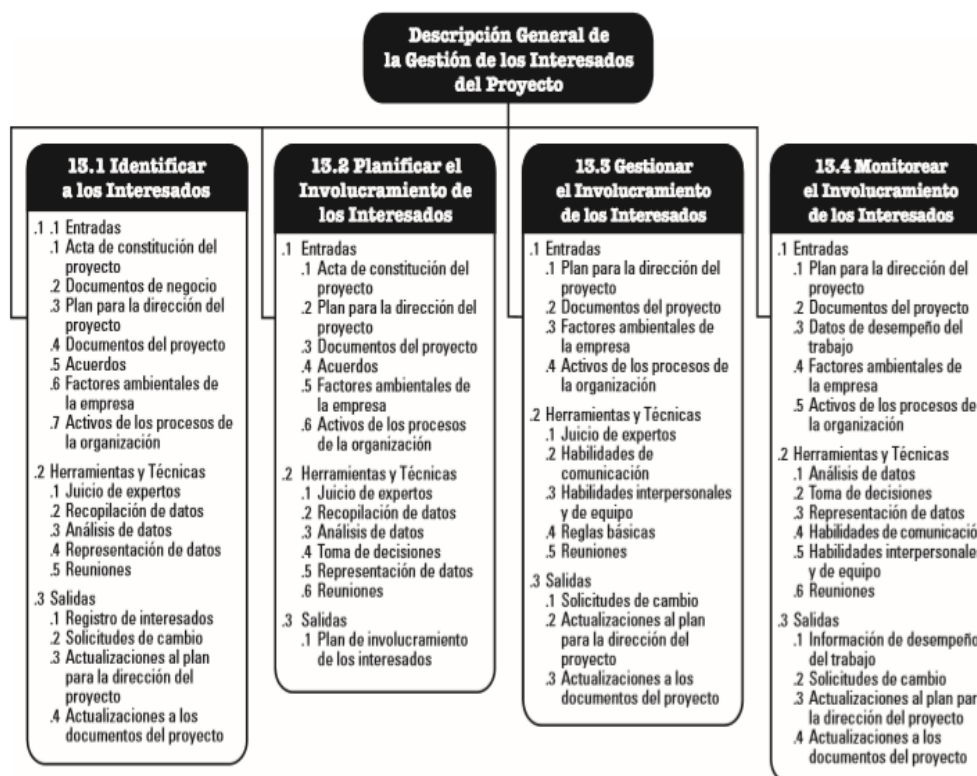 Descripción General de
la Gestión de los Interesados
del Proyecto
13.1 Identificar
a los Interesados
.1 .1 Entradas
.1 Acta de constitución del
proyecto
.2 Documentos de negocio
.3 Plan para la dirección del
proyecto
.4 Documentos del proyecto
.5 Acuerdos
.6 Factores ambientales de
la empresa
.7 Activos de los procesos de
la organización
.2 Herramientas y Técnicas
.1 Juicio de expertos
.2 Recopilación de datos
.3 Análisis de datos
.4 Representación de datos
.5 Reuniones
.3 Salidas
.1 Registro de interesados
.2 Solicitudes de cambio
.3 Actualizaciones al plan
para la dirección del
proyecto
.4 Actualizaciones a los
documentos del proyecto
13.2 Planificar el
Involucramiento de
los Interesados
.1 Entradas
.1 Acta de constitución del
proyecto
.2 Plan para la dirección del
proyecto
.3 Documentos del proyecto
.4 Acuerdos
.5 Factores ambientales de
la empresa
.6 Activos de los procesos
de la organización
.2 Herramientas y Técnicas
.1 Juicio de expertos
.2 Recopilación de datos
.3 Análisis de datos
.4 Toma de decisiones
.5 Representación de datos
.6 Reuniones
.3 Salidas
.1 Plan de involucramiento
de los interesados
13.3 Gestionar
el Involucramiento
de los Interesados
.1 Entradas
.1 Plan para la dirección del
proyecto
.2 Documentos del proyecto
.3 Factores ambientales de
la empresa
.4 Activos de los procesos de
la organización
.2 Herramientas y Técnicas
.1 Juicio de expertos
.2 Habilidades de
comunicación
.3 Habilidades interpersonales
y de equipo
.4 Reglas básicas
.5 Reuniones
.3 Salidas
.1 Solicitudes de cambio
.2 Actualizaciones al plan
para la dirección del
proyecto
.3 Actualizaciones a los
documentos del proyecto
13.4 Monitorear
el Involucramiento
de los Interesados
.1 Entradas
.1 Plan para la dirección del
proyecto
.2 Documentos del proyecto
.3 Datos de desempeño del
trabajo
.4 Factores ambientales de
la empresa
.5 Activos de los procesos de
la organización
.2 Herramientas y Técnicas
.1 Análisis de datos
.2 Toma de decisiones
.3 Representación de datos
.4 Habilidades de comunicació
.5 Habilidades interpersonale
y de equipo
.6 Reuniones
.3 Salidas
.1 Información de desempeño
del trabajo
.2 Solicitudes de cambio
.3 Actualizaciones al plan par
la dirección del proyecto
.4 Actualizaciones a los
documentos del proyecto